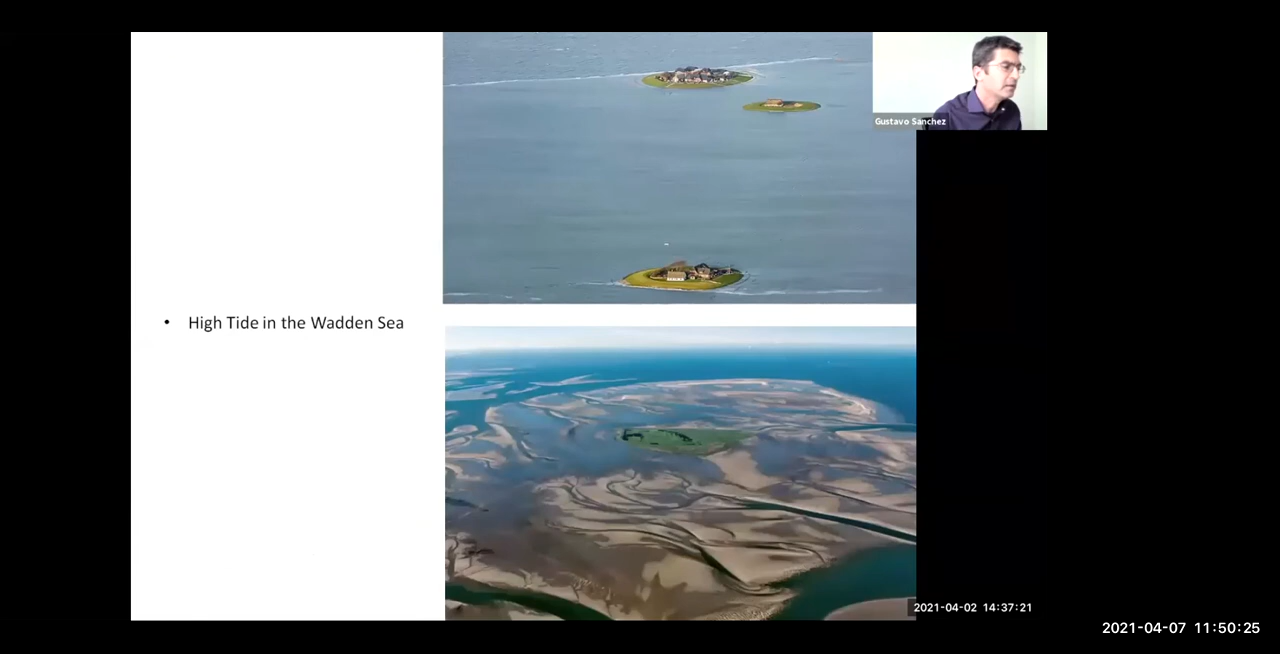 Gustavo Sanchez
• High Tide in the Wadden Sea
2021-04-02 14:37:21
2021-04-07 11:50:25